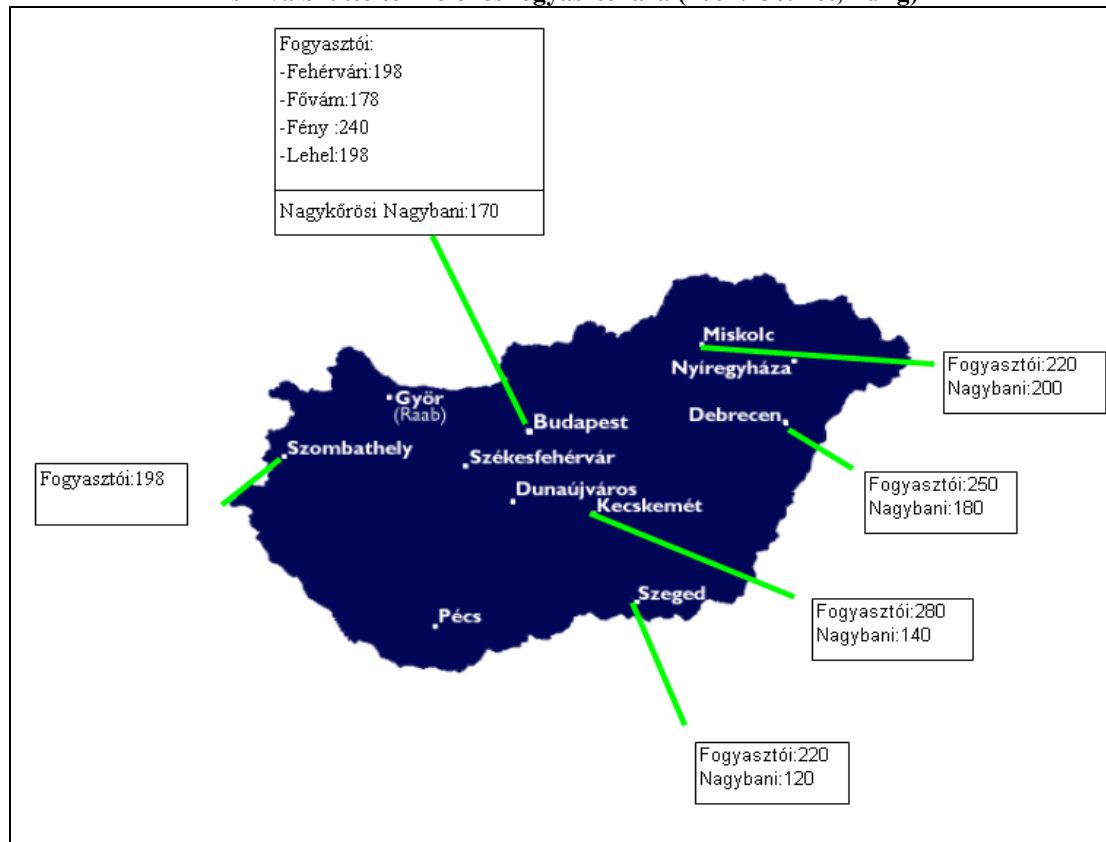 Fogyasztói:
-Fehérvári:198
-Fővám:178
-Fény :240
-Lehel:198
Nagykőrösi Nagybani:170
Miskolc
Nyíregyháza
Fogyasztói:220
Nagybani:200
Győr
(Raab)
Budapest
Debrecen
Szombathely
Székesfehérvár
Fogyasztói:198
Fogyasztói:250
Nagybani:180
Dunaújváros
Kecskemét
Szeged
Pécs
Fogyasztói:280
Nagybani:140
Fogyasztói:220
Nagybani:120